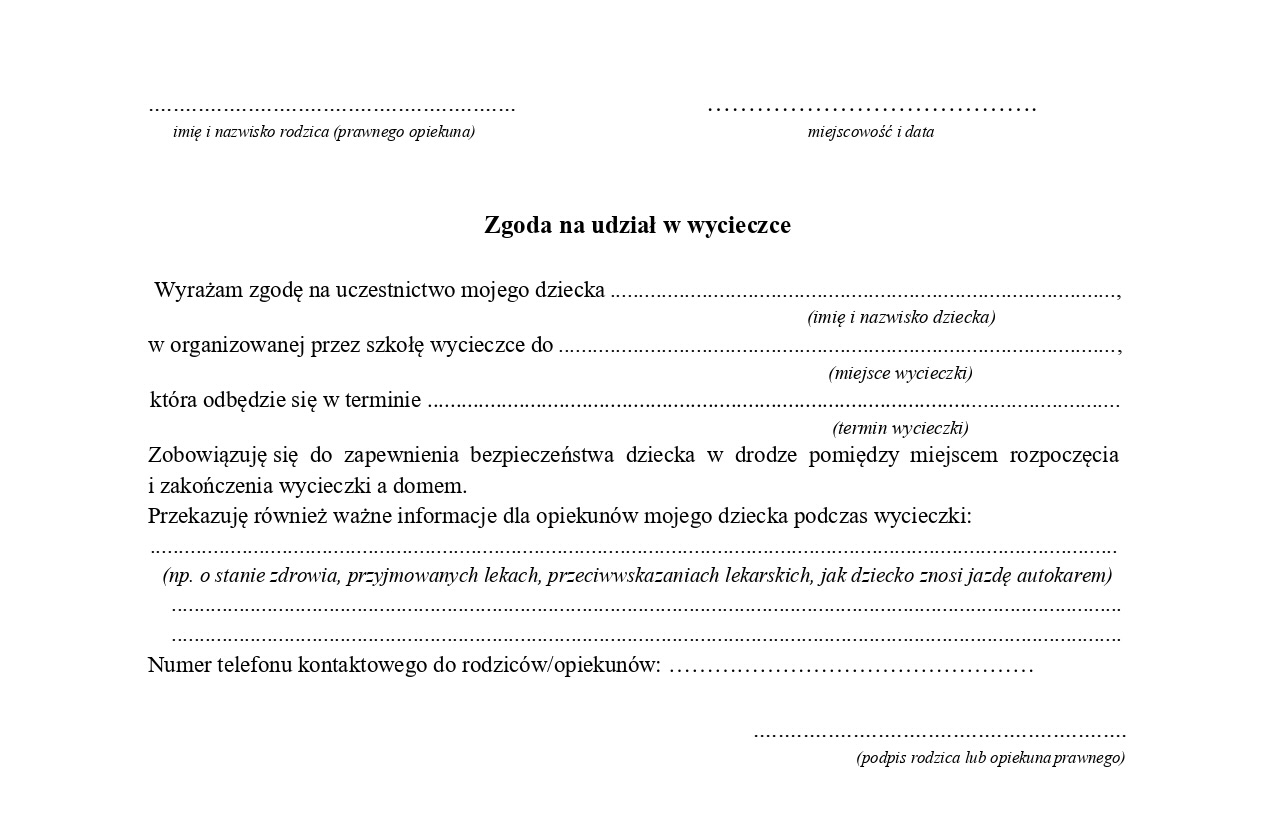 ........................................................... …………………………………….
imię i nazwisko rodzica (prawnego opiekuna) miejscowość i data
Zgoda na udział w wycieczce
Wyrażam zgodę na uczestnictwo mojego dziecka ........................................................................................,
(imię i nazwisko dziecka)
w organizowanej przez szkołę wycieczce do .................................................................................................,
(miejsce wycieczki)
która odbędzie się w terminie .........................................................................................................................
(termin wycieczki)
Zobowiązuję się do zapewnienia bezpieczeństwa dziecka w drodze pomiędzy miejscem rozpoczęcia
i zakończenia wycieczki a domem.
Przekazuję również ważne informacje dla opiekunów mojego dziecka podczas wycieczki:
.........................................................................................................................................................................
(np. o stanie zdrowia, przyjmowanych lekach, przeciwwskazaniach lekarskich, jak dziecko znosi jazdę autokarem)
......................................................................................................................................................................
......................................................................................................................................................................
Numer telefonu kontaktowego do rodziców/opiekunów: …………………………………………
............................................................
(podpis rodzica lub opiekuna prawnego)